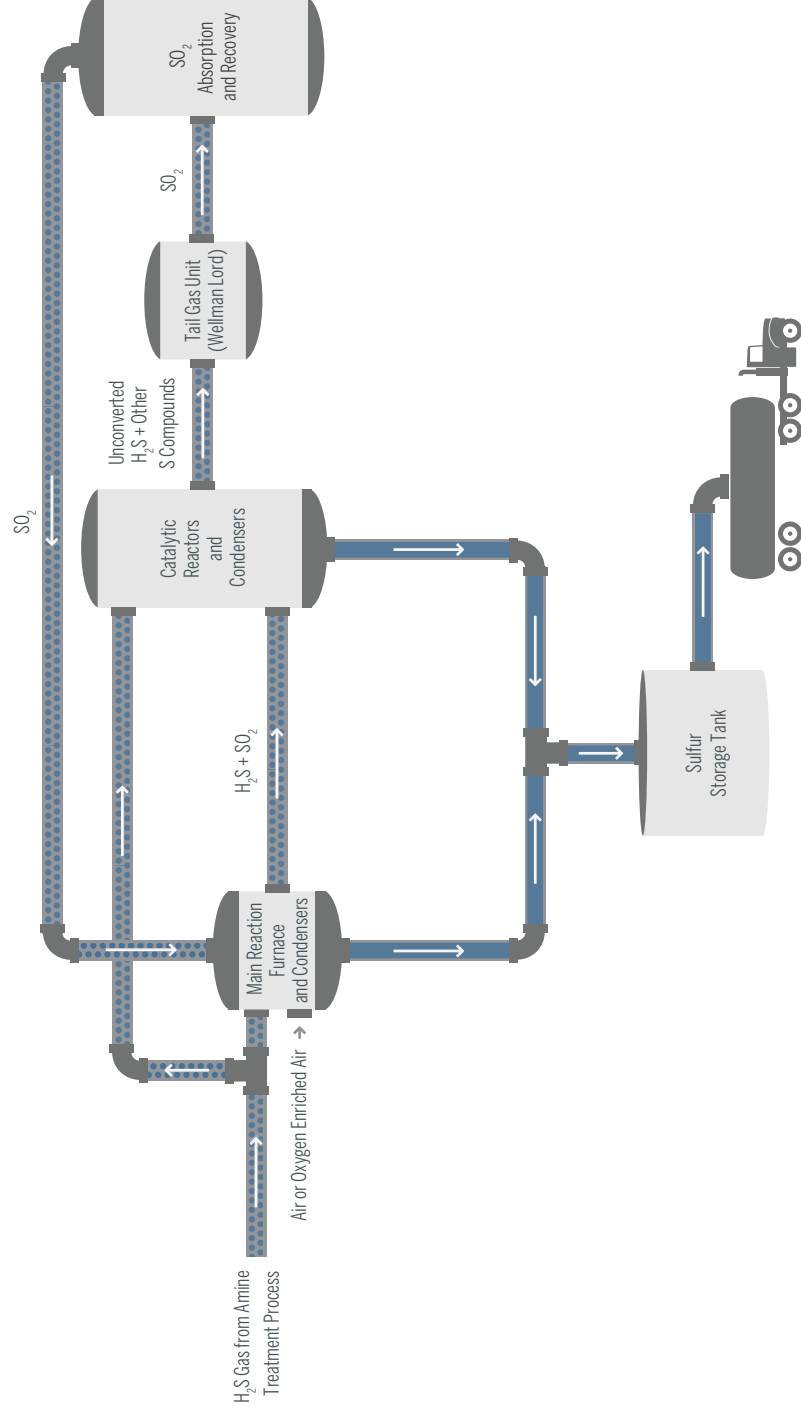 H₂S Gas from Amine
Treatment Process
Air or Oxygen Enriched Air
Main Reaction
Furnace
and Condensers
H₂S + SO₂
SO₂
Catalytic
Reactors
and
Condensers
Unconverted
H₂S + Other
S Compounds
Tail Gas Unit
(Wellman Lord)
SO₂
SO₂
Absorption
and Recovery
Sulfur
Storage Tank